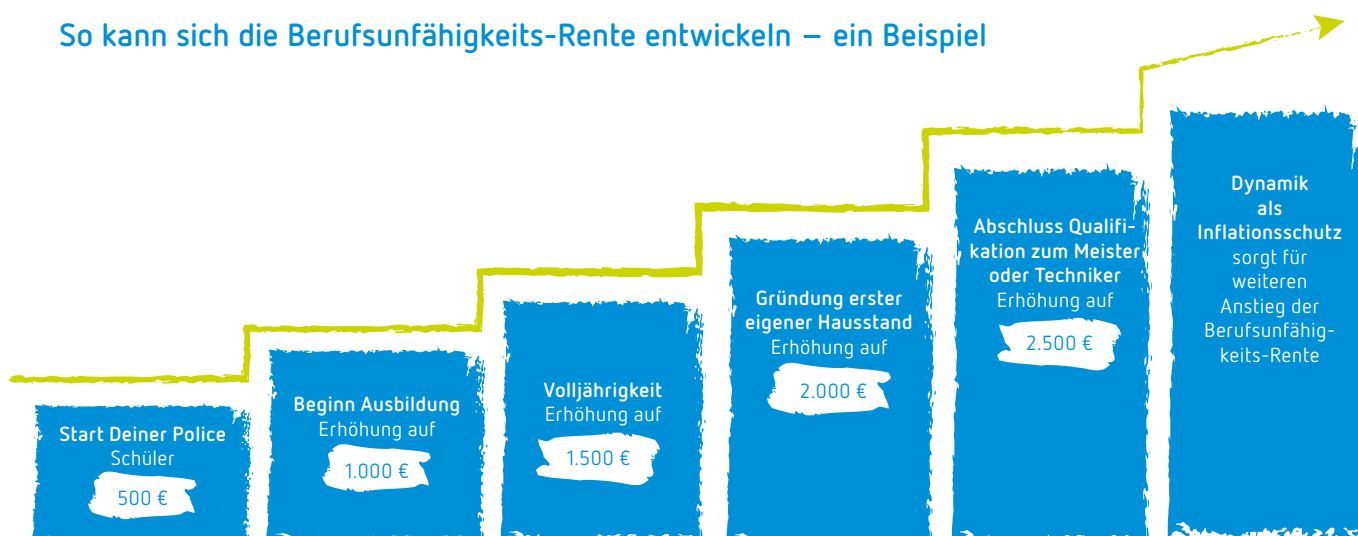 So kann sich die Berufsunfähigkeits-Rente entwickeln – ein Beispiel
Start Deiner Police
Schüler
500 €
Beginn Ausbildung
Erhöhung auf
1.000 €
Volljährigkeit
Erhöhung auf
1.500 €
Gründung erster
eigener Hausstand
Erhöhung auf
2.000 €
Abschluss Qualifi-
kation zum Meister
oder Techniker
Erhöhung auf
2.500 €
Dynamik
als
Inflationsschutz
sorgt für
weiteren
Anstieg der
Berufsunfähig-
keits-Rente